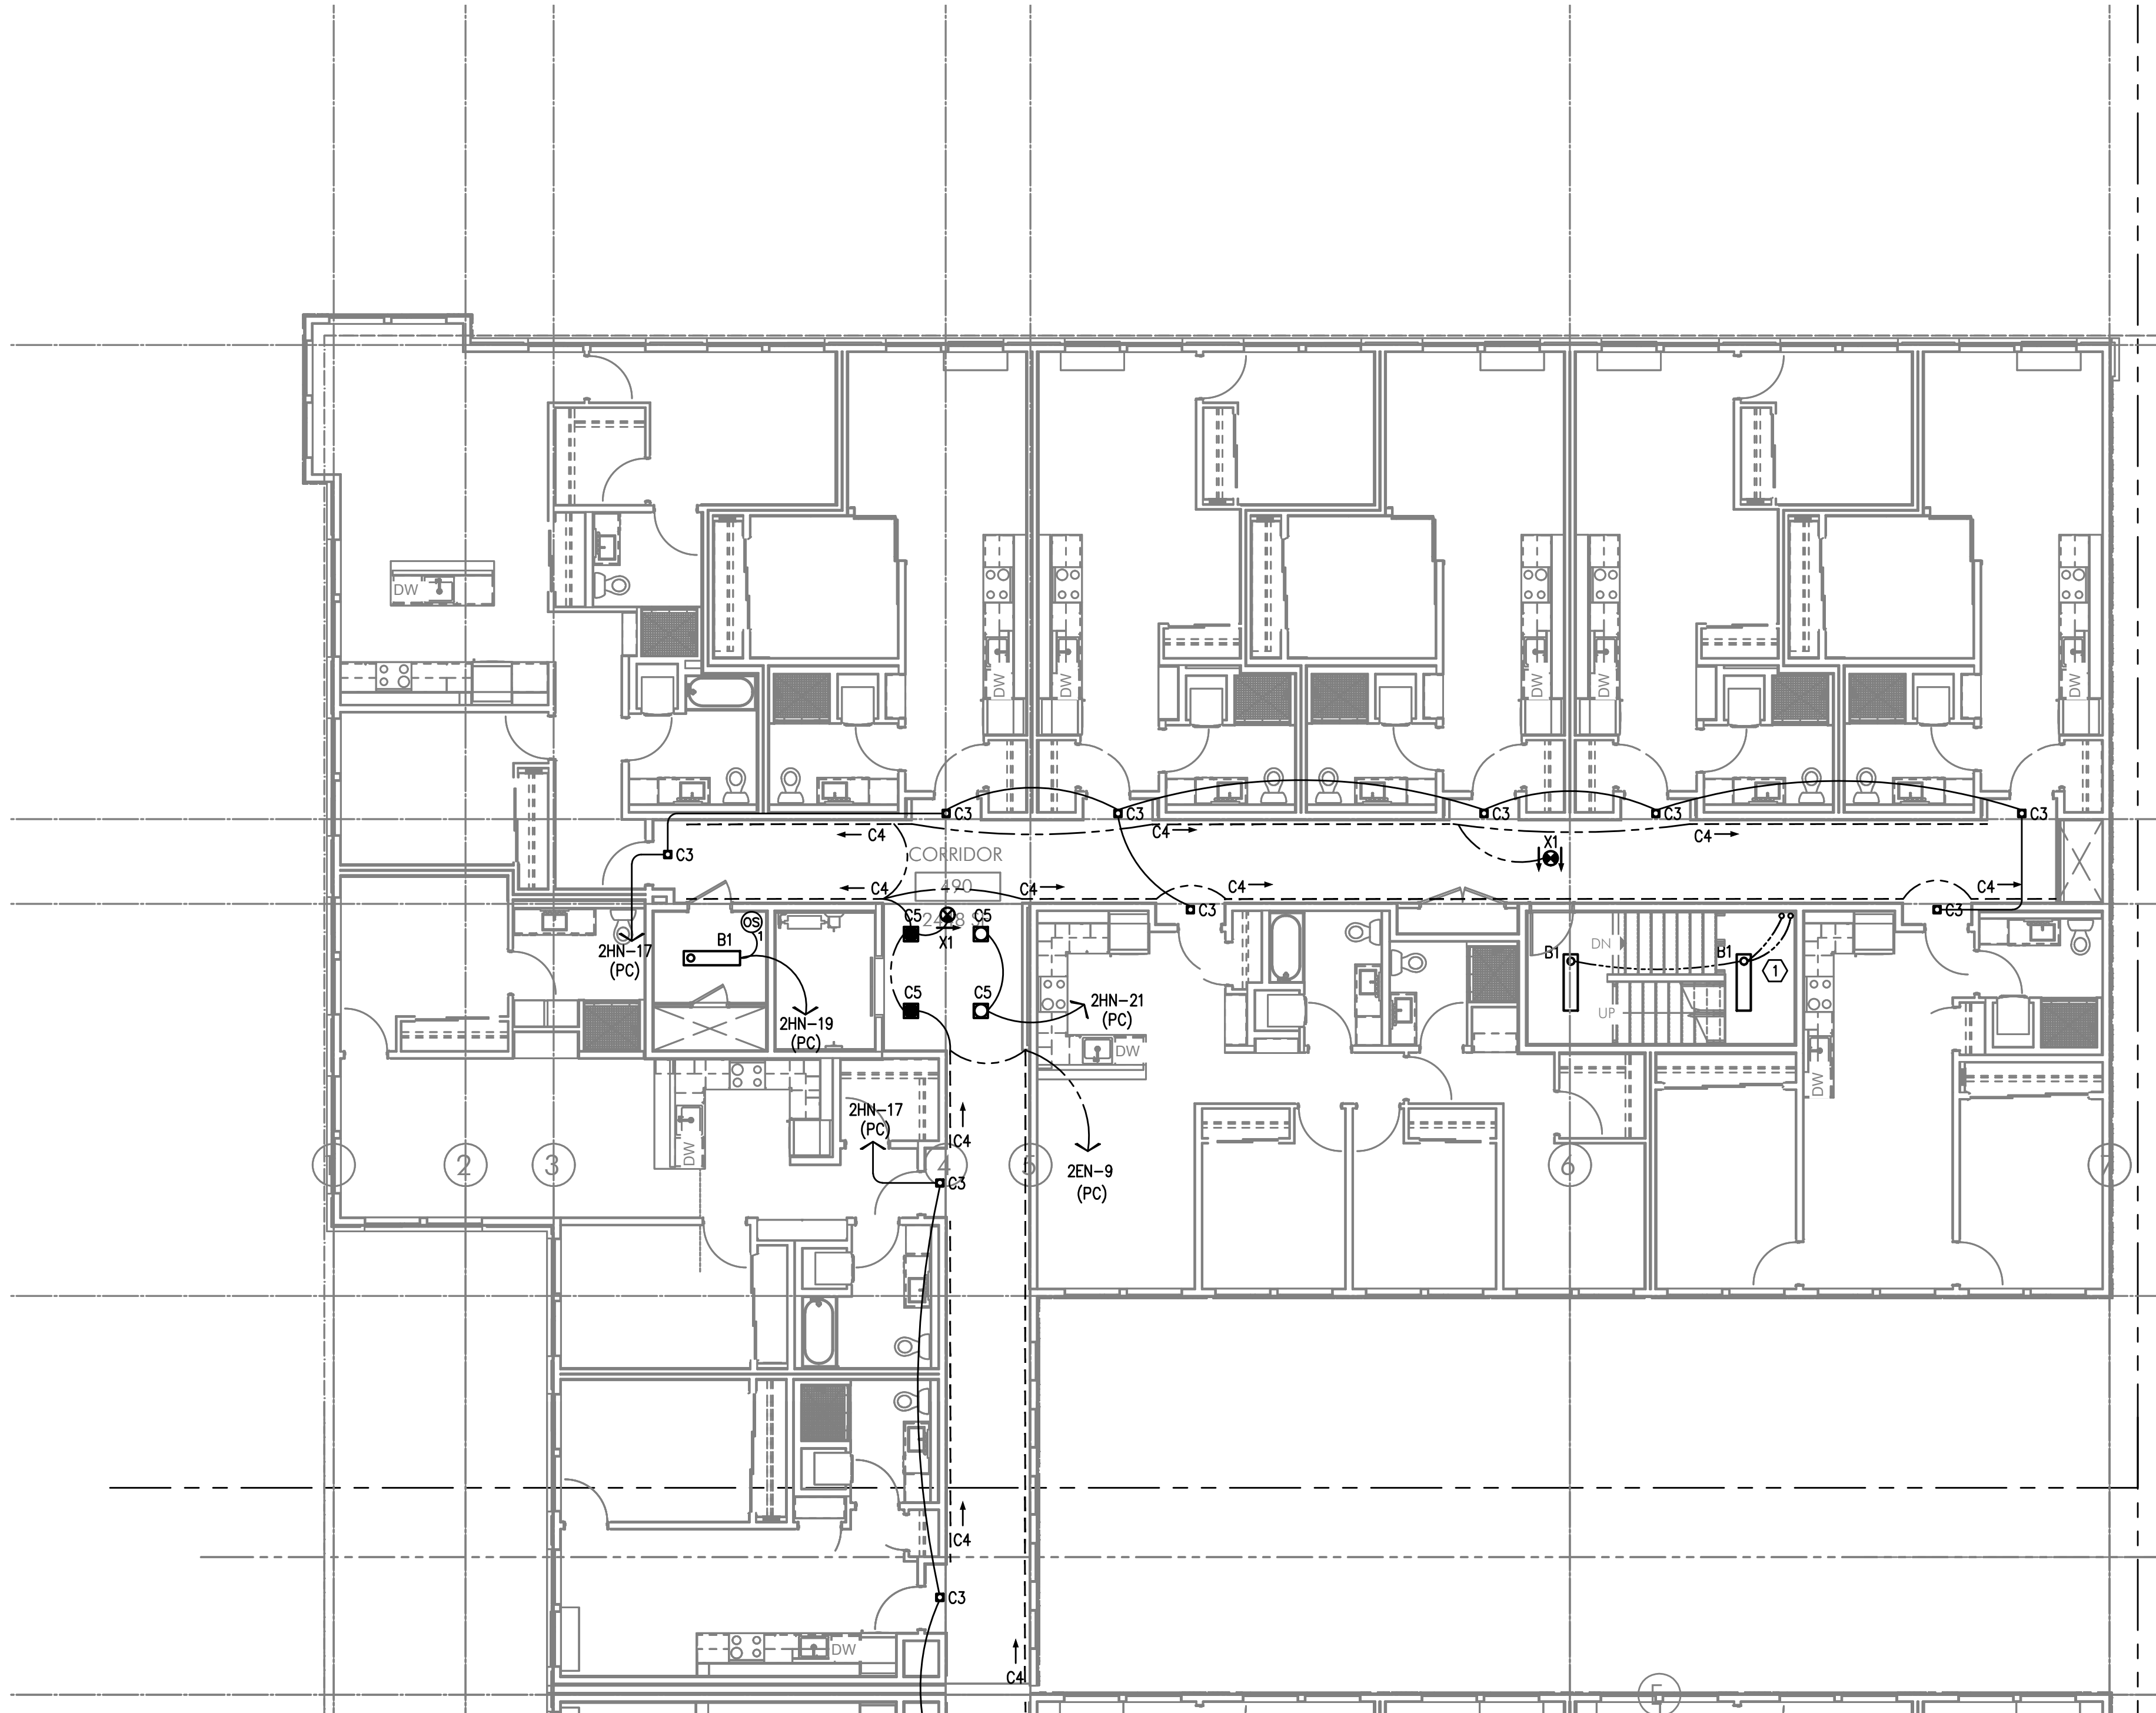 DW
DW
DW
DW
DW
DW
C3
C3
C3
C3
C3
C4
C4
C4
X1
C3
CORRIDOR
490
C4
C4
C4
C4
C5
C5
X1
C3
C3
OS
1
B1
2HN-17
(PC)
DN
B1
B1
1
C5
C5
2HN-21
(PC)
2HN-19
(PC)
UP
DW
DW
2HN-17
(PC)
DW
C4
2
3
4
5
6
7
2EN-9
(PC)
C3
C4
C3
DW
C4
E